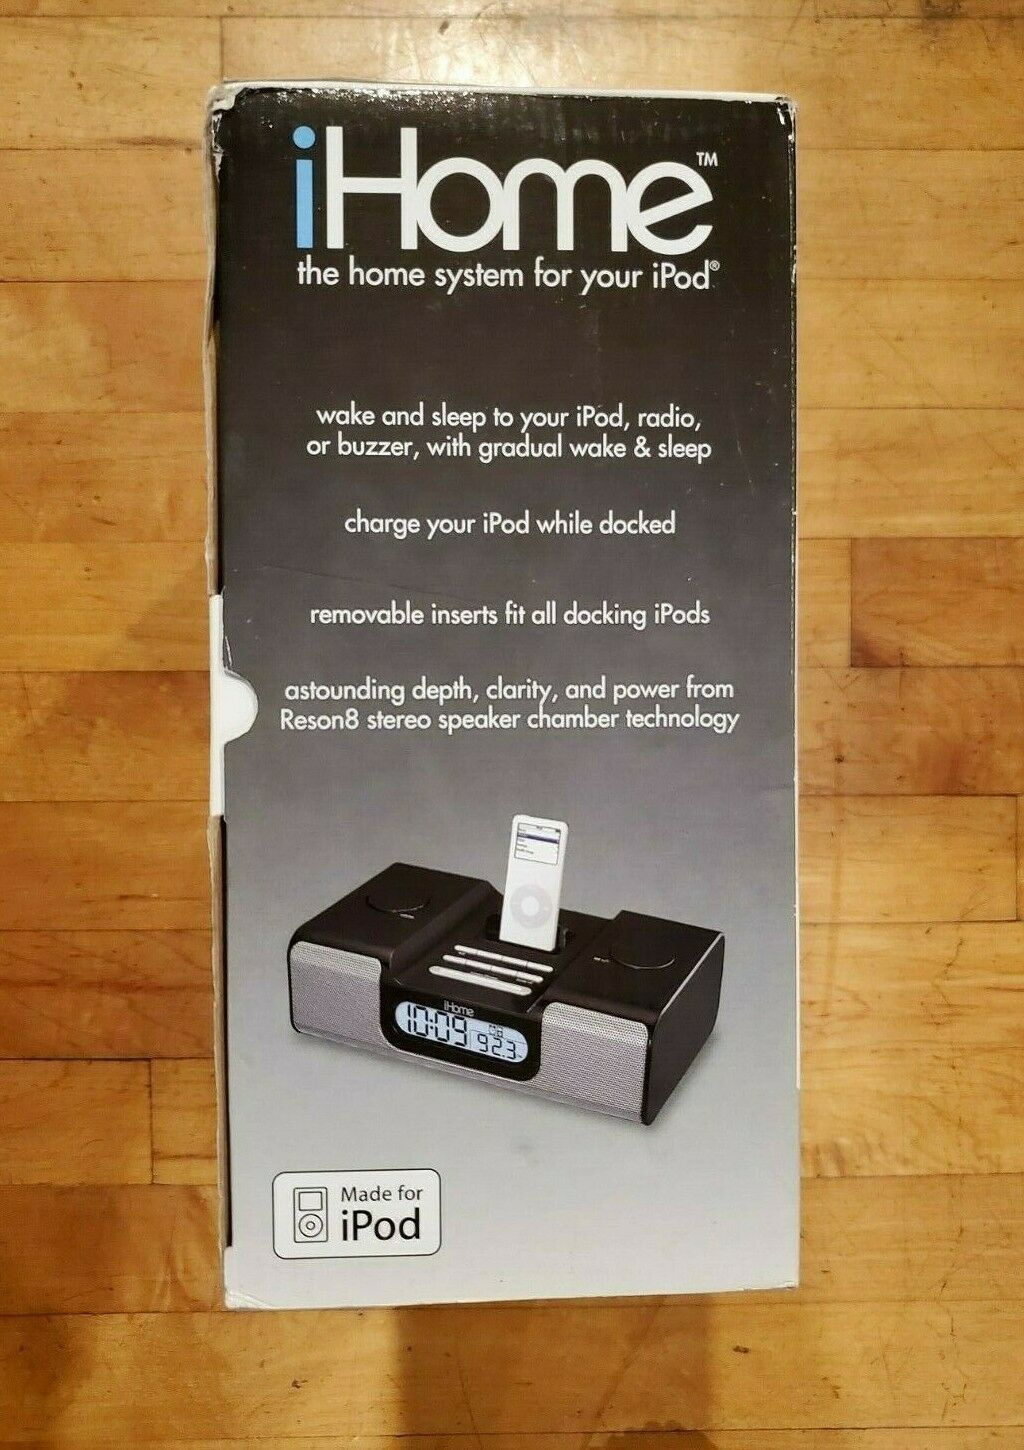 iHome™
the home system for your iPod®
wake and sleep to your iPod, radio,
or buzzer, with gradual wake & sleep
charge your iPod while docked
removable inserts fit all docking iPods
astounding depth, clarity, and power from
Reson8 stereo speaker chamber technology
iHome
10:09
92.3
Made for
iPod